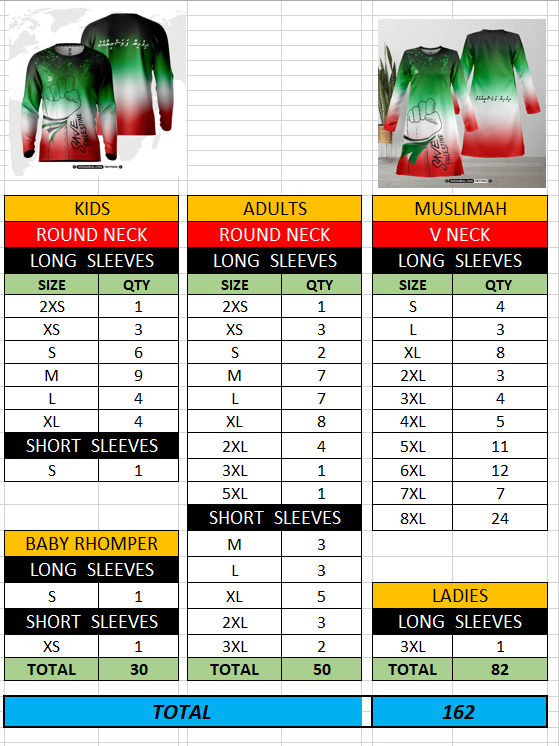 SAVE
PALESTINE
SAVE
PALESTINE
KIDS
ROUND NECK
LONG SLEEVES
SIZE QTY
2XS 1
XS 3
S 6
M 9
L 4
XL 4
SHORT SLEEVES
S 1
BABY RHOMPER
LONG SLEEVES
S 1
SHORT SLEEVES
XS 1
TOTAL 30
ADULTS
ROUND NECK
LONG SLEEVES
SIZE QTY
2XS 1
XS 3
S 2
M 7
L 7
XL 8
2XL 4
3XL 1
5XL 1
SHORT SLEEVES
M 3
L 3
XL 5
2XL 3
3XL 2
TOTAL 50
MUSLIMAH
V NECK
LONG SLEEVES
SIZE QTY
S 4
L 3
XL 8
2XL 3
3XL 4
4XL 5
5XL 11
6XL 12
7XL 7
8XL 24
LADIES
LONG SLEEVES
3XL 1
TOTAL 82
TOTAL 162